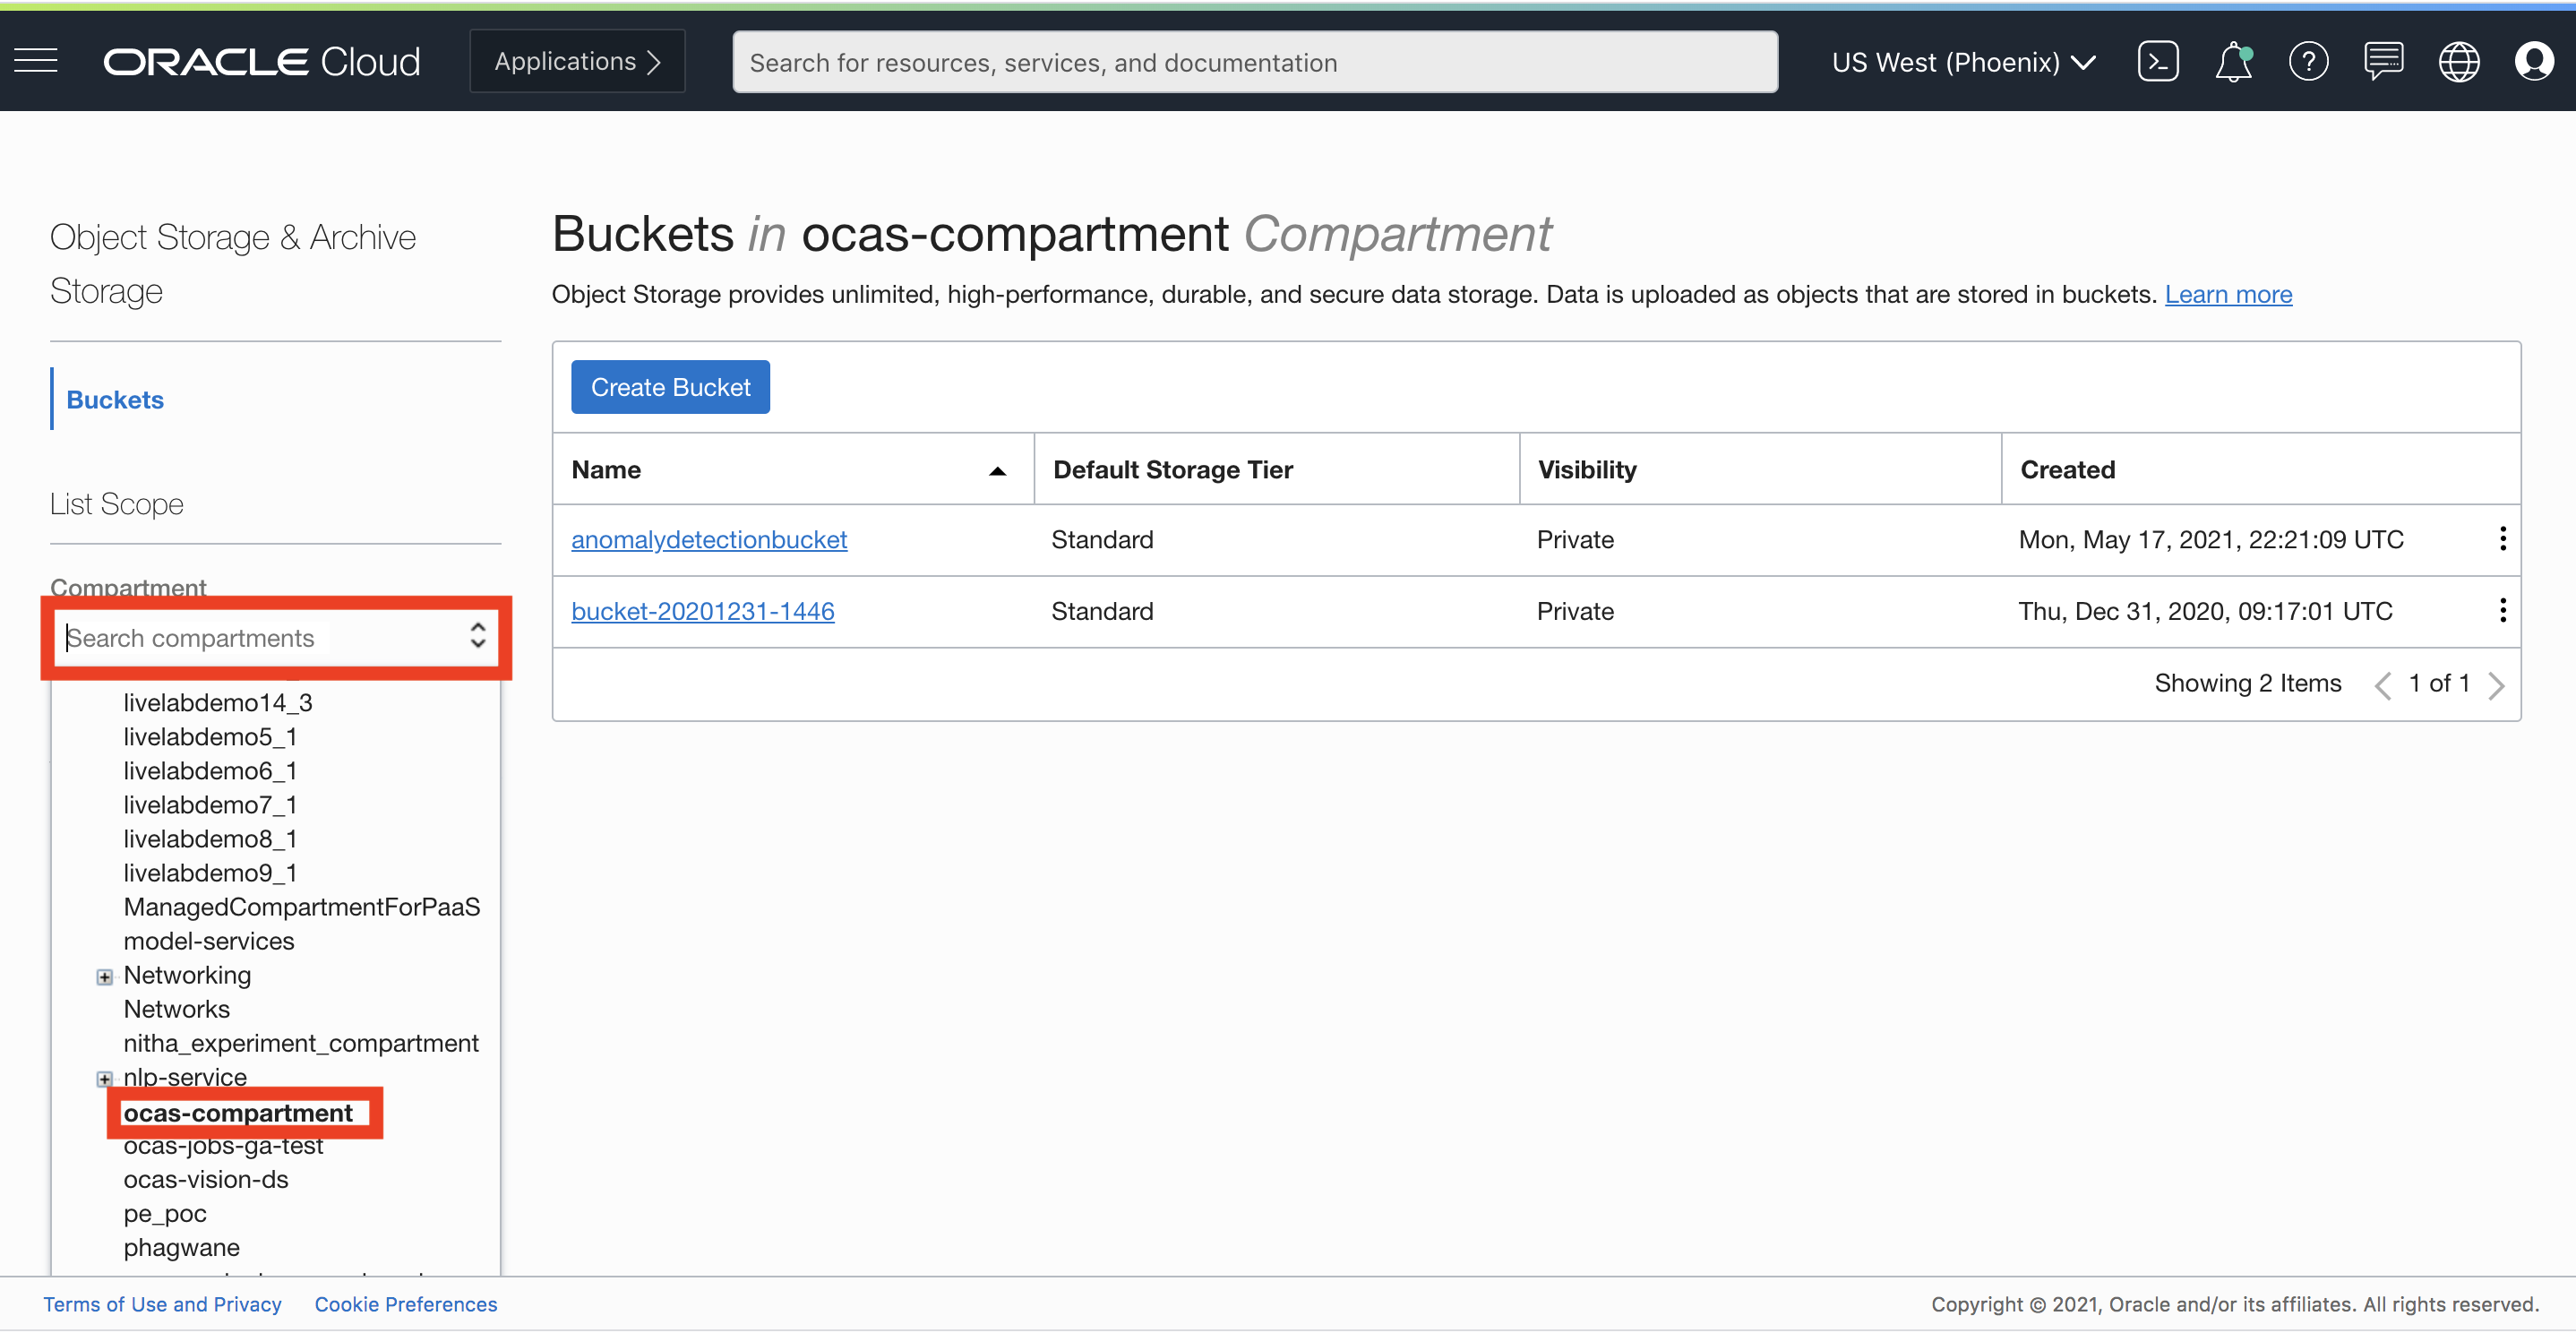 ORACLE Cloud
Applications
Search for resources, services, and documentation
US West (Phoenix)
Object Storage & Archive
Storage
Buckets
List Scope
Compartment
Search compartments
livelabdemo14_3
livelabdemo5_1
livelabdemo6_1
livelabdemo7_1
livelabdemo8_1
livelabdemo9_1
ManagedCompartmentForPaaS
model-services
Networking
Networks
nitha_experiment_compartment
nlp-service
ocas-compartment
ocas-jobs-ga-test
ocas-vision-ds
pe_poc
phagwane
Buckets in ocas-compartment Compartment
Object Storage provides unlimited, high-performance, durable, and secure data storage. Data is uploaded as objects that are stored in buckets. Learn more
Create Bucket
Name Default Storage Tier Visibility Created
anomalydetectionbucket Standard Private Mon, May 17, 2021, 22:21:09 UTC
bucket-20201231-1446 Standard Private Thu, Dec 31, 2020, 09:17:01 UTC
Showing 2 Items 1 of 1
Terms of Use and Privacy Cookie Preferences
Copyright © 2021, Oracle and/or its affiliates. All rights reserved.